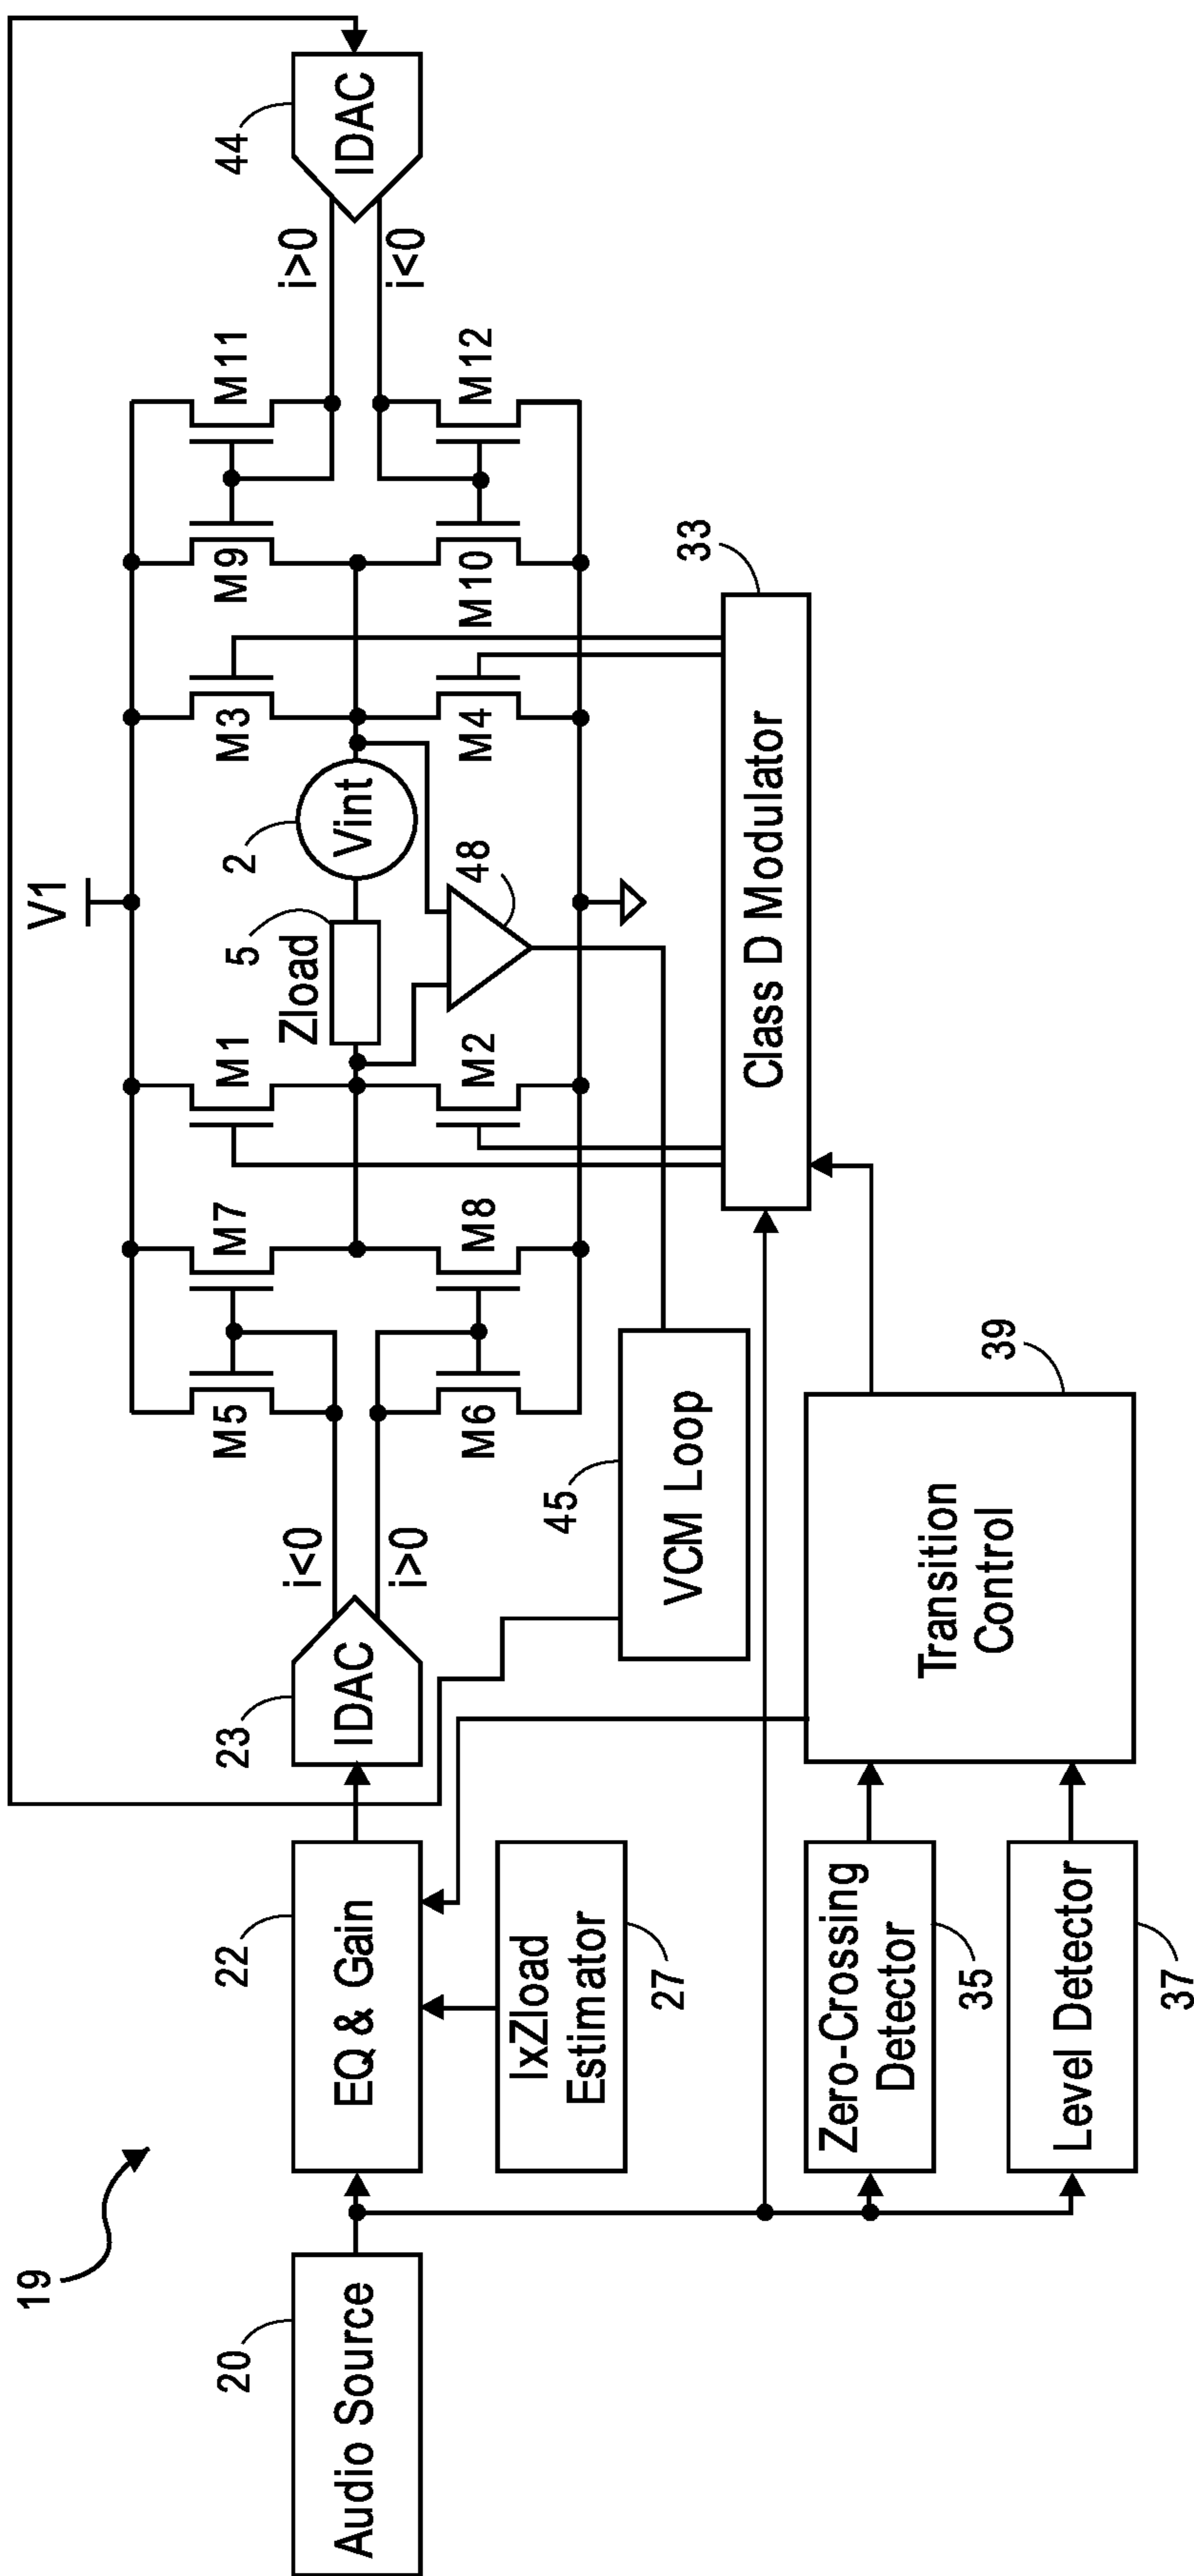 19
20
Audio Source
22
EQ & Gain
IxZload
Estimator
27
Zero-Crossing
Detector
35
Level Detector
37
23
IDAC
i<0
i>0
45
VCM Loop
Transition
Control
39
M5
M6
M7
M8
M1
M2
V1
Zload
5
2
Vint
48
M3
M4
M9
M10
M11
M12
Class D Modulator
33
i>0
i<0
44
IDAC